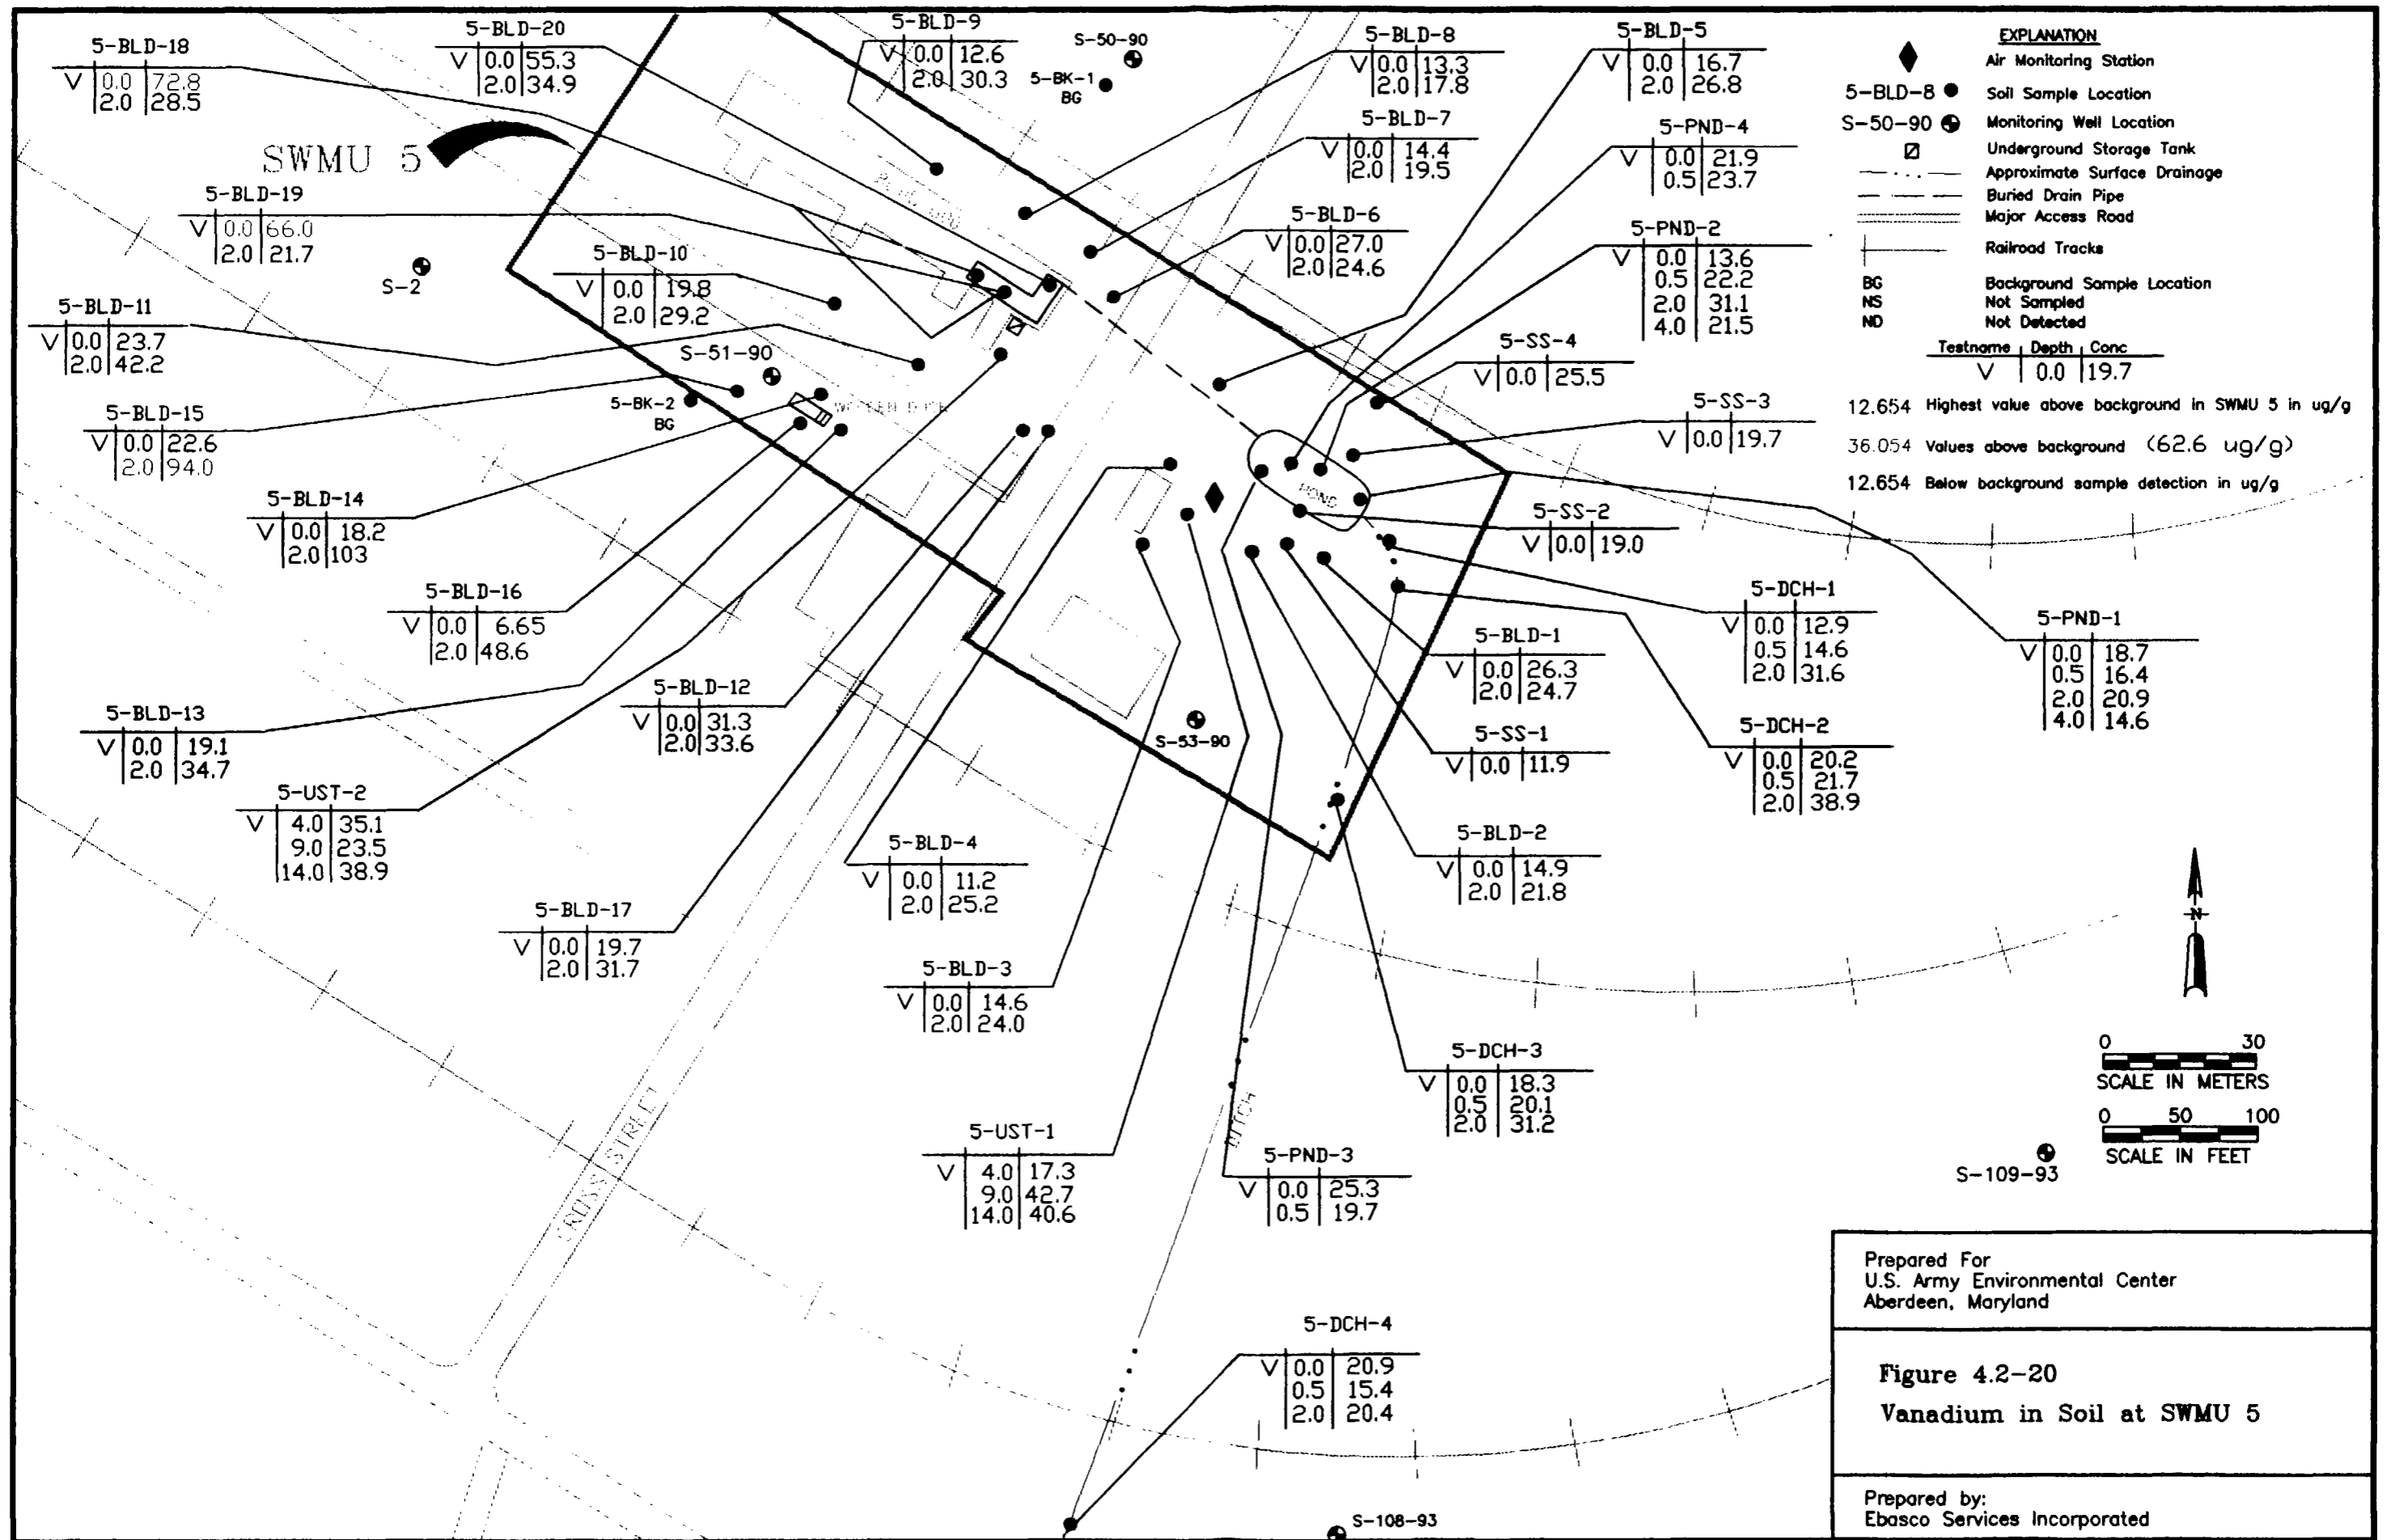 5-BLD-18
V 0.0 72.8
2.0 28.5
5-BLD-20
V 0.0 55.3
2.0 34.9
5-BLD-9
V 0.0 12.6
2.0 30.3
S-50-90
5-BK-1
BG
5-BLD-8
V 0.0 13.3
2.0 17.8
5-BLD-5
V 0.0 16.7
2.0 26.8
SWMU 5
5-BLD-7
V 0.0 14.4
2.0 19.5
5-PND-4
V 0.0 21.9
0.5 23.7
5-BLD-19
V 0.0 66.0
2.0 21.7
S-2
5-BLD-10
V 0.0 19.8
2.0 29.2
5-BLD-6
V 0.0 27.0
2.0 24.6
5-PND-2
V 0.0 13.6
0.5 22.2
2.0 31.1
4.0 21.5
5-BLD-11
V 0.0 23.7
2.0 42.2
S-51-90
5-BK-2
BG
5-SS-4
V 0.0 25.5
5-BLD-15
V 0.0 22.6
2.0 94.0
5-SS-3
V 0.0 19.7
POND
5-BLD-14
V 0.0 18.2
2.0 103
5-SS-2
V 0.0 19.0
5-BLD-16
V 0.0 6.65
2.0 48.6
5-DCH-1
V 0.0 12.9
0.5 14.6
2.0 31.6
5-PND-1
V 0.0 18.7
0.5 16.4
2.0 20.9
4.0 14.6
5-BLD-1
V 0.0 26.3
2.0 24.7
5-BLD-13
V 0.0 19.1
2.0 34.7
5-BLD-12
V 0.0 31.3
2.0 33.6
S-53-90
5-SS-1
V 0.0 11.9
5-DCH-2
V 0.0 20.2
0.5 21.7
2.0 38.9
5-UST-2
V 4.0 35.1
9.0 23.5
14.0 38.9
5-BLD-4
V 0.0 11.2
2.0 25.2
5-BLD-2
V 0.0 14.9
2.0 21.8
5-BLD-17
V 0.0 19.7
2.0 31.7
5-BLD-3
V 0.0 14.6
2.0 24.0
5-DCH-3
V 0.0 18.3
0.5 20.1
2.0 31.2
DITCH
5-UST-1
V 4.0 17.3
9.0 42.7
14.0 40.6
5-PND-3
V 0.0 25.3
0.5 19.7
STREET
5-DCH-4
V 0.0 20.9
0.5 15.4
2.0 20.4
S-108-93
EXPLANATION
Air Monitoring Station
5-BLD-8 Soil Sample Location
S-50-90 Monitoring Well Location
Underground Storage Tank
Approximate Surface Drainage
Buried Drain Pipe
Major Access Road
Railroad Tracks
BG Background Sample Location
NS Not Sampled
ND Not Detected
Testname Depth Conc
V 0.0 19.7
12.654 Highest value above background in SWMU 5 in ug/g
36.054 Values above background (62.6 ug/g)
12.654 Below background sample detection in ug/g
N
0 30
SCALE IN METERS
0 50 100
SCALE IN FEET
S-109-93
Prepared For
U.S. Army Environmental Center
Aberdeen, Maryland
Figure 4.2-20
Vanadium in Soil at SWMU 5
Prepared by:
Ebasco Services Incorporated